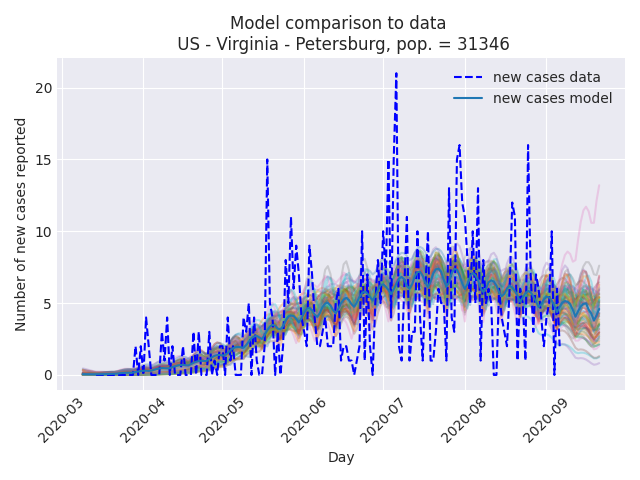 Model comparison to data
US - Virginia - Petersburg, pop. = 31346
new cases data
new cases model
Number of new cases reported
20
15
10
5
0
2020-03
2020-04
2020-05
2020-06
2020-07
2020-08
2020-09
Day